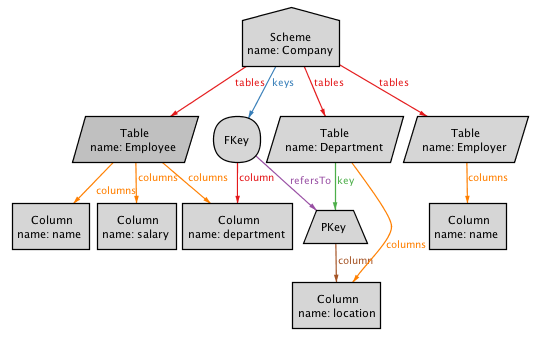 Scheme
name: Company
tables
keys
tables
tables
Table
name: Employee
FKey
Table
name: Department
Table
name: Employer
columns
columns
columns
column
refersTo
key
columns
Column
name: name
Column
name: salary
Column
name: department
PKey
Column
name: name
columns
column
Column
name: location